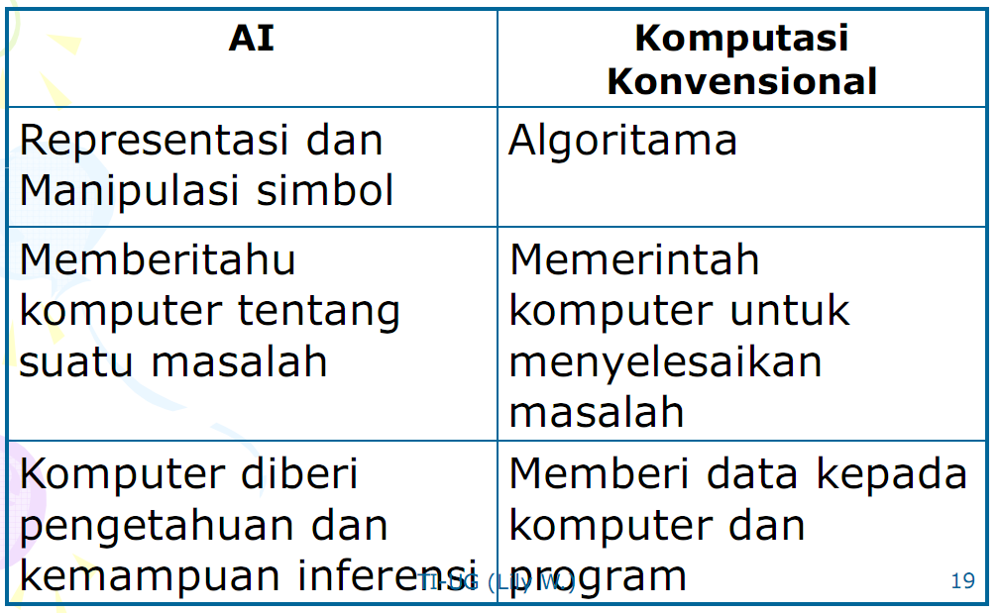 AI
Komputasi
Konvensional
Representasi dan
Manipulasi simbol
Algoritama
Memberitahu
komputer tentang
suatu masalah
Memerintah
komputer untuk
menyelesaikan
masalah
Komputer diberi
pengetahuan dan
kemampuan inferensi
Memberi data kepada
komputer dan
program
TI-UG (Lily W.)
19